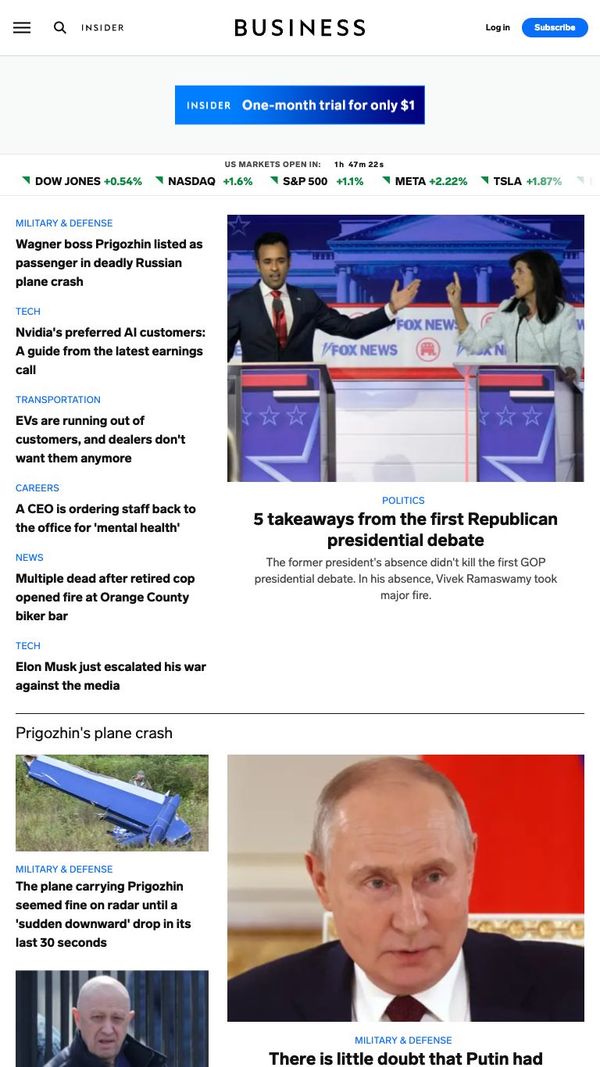 INSIDER
BUSINESS
Log in
Subscribe
INSIDER One-month trial for only $1
US MARKETS OPEN IN: 1h 47m 22s
DOW JONES +0.54% NASDAQ +1.6% S&P 500 +1.1% META +2.22% TSLA +1.87%
MILITARY & DEFENSE
Wagner boss Prigozhin listed as
passenger in deadly Russian
plane crash
TECH
Nvidia's preferred AI customers:
A guide from the latest earnings
call
TRANSPORTATION
EVs are running out of
customers, and dealers don't
want them anymore
CAREERS
A CEO is ordering staff back to
the office for 'mental health'
NEWS
Multiple dead after retired cop
opened fire at Orange County
biker bar
TECH
Elon Musk just escalated his war
against the media
FOX NEWS
FOX NEWS
POLITICS
5 takeaways from the first Republican
presidential debate
The former president's absence didn't kill the first GOP
presidential debate. In his absence, Vivek Ramaswamy took
major fire.
Prigozhin's plane crash
MILITARY & DEFENSE
The plane carrying Prigozhin
seemed fine on radar until a
'sudden downward' drop in its
last 30 seconds
MILITARY & DEFENSE
There is little doubt that Putin had